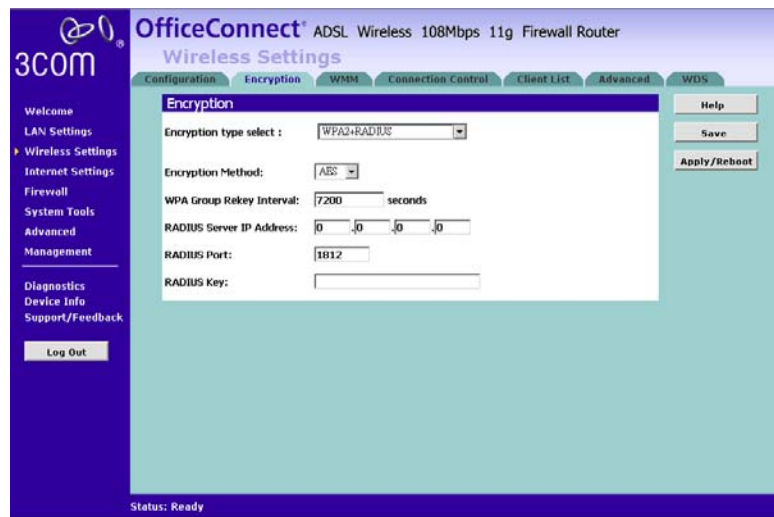 3COM ®
OfficeConnect® ADSL Wireless 108Mbps 11g Firewall Router
Wireless Settings
Configuration Encryption WMM Connection Control Client List Advanced WDS
Welcome
LAN Settings
Wireless Settings
Internet Settings
Firewall
System Tools
Advanced
Management
Diagnostics
Device Info
Support/Feedback
Log Out
Encryption
Encryption type select : WPA2+RADIUS
Encryption Method: AES
WPA Group Rekey Interval: 7200 seconds
RADIUS Server IP Address: 0 .0 .0 .0
RADIUS Port: 1812
RADIUS Key:
Help
Save
Apply/Reboot
Status: Ready